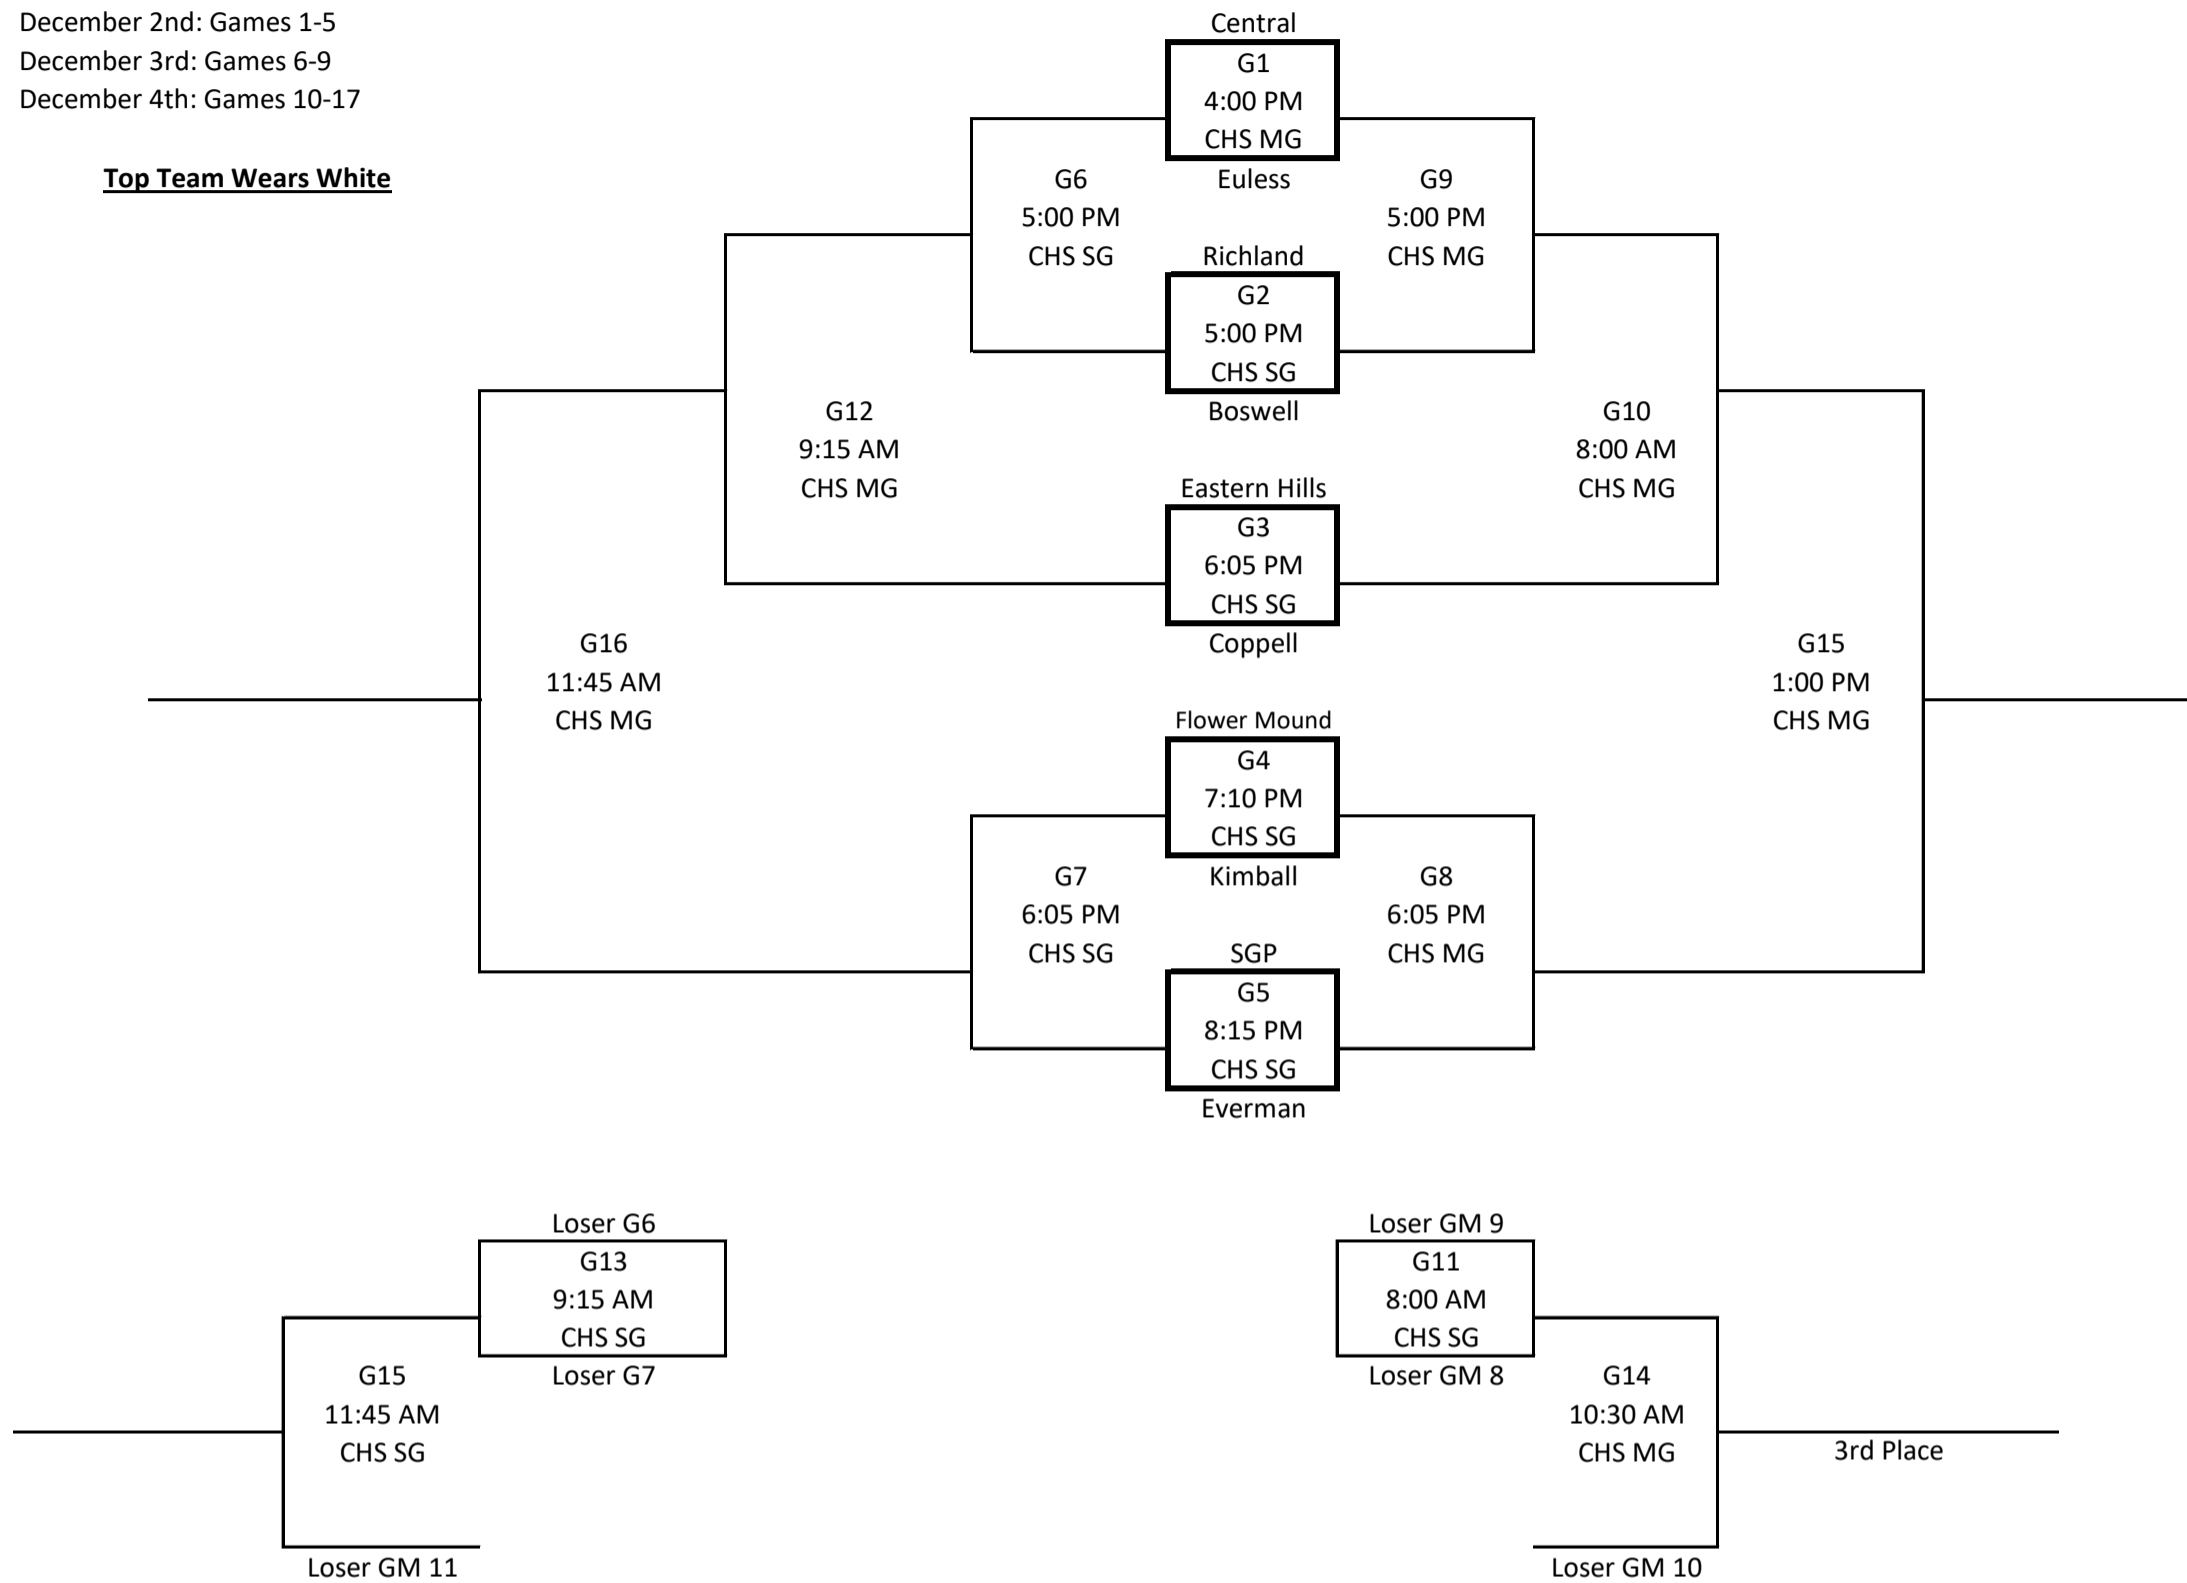 December 2nd: Games 1-5
December 3rd: Games 6-9
December 4th: Games 10-17
Top Team Wears White
Central
G1
4:00 PM
CHS MG
Euless
G6
5:00 PM
CHS SG
G9
5:00 PM
CHS MG
Richland
G2
5:00 PM
CHS SG
Boswell
G12
9:15 AM
CHS MG
G10
8:00 AM
CHS MG
Eastern Hills
G3
6:05 PM
CHS SG
Coppell
G16
11:45 AM
CHS MG
G15
1:00 PM
CHS MG
Flower Mound
G4
7:10 PM
CHS SG
Kimball
G7
6:05 PM
CHS SG
G8
6:05 PM
CHS MG
SGP
G5
8:15 PM
CHS SG
Everman
Loser G6
G13
9:15 AM
CHS SG
Loser G7
Loser GM 9
G11
8:00 AM
CHS SG
Loser GM 8
G15
11:45 AM
CHS SG
Loser GM 11
G14
10:30 AM
CHS MG
3rd Place
Loser GM 10